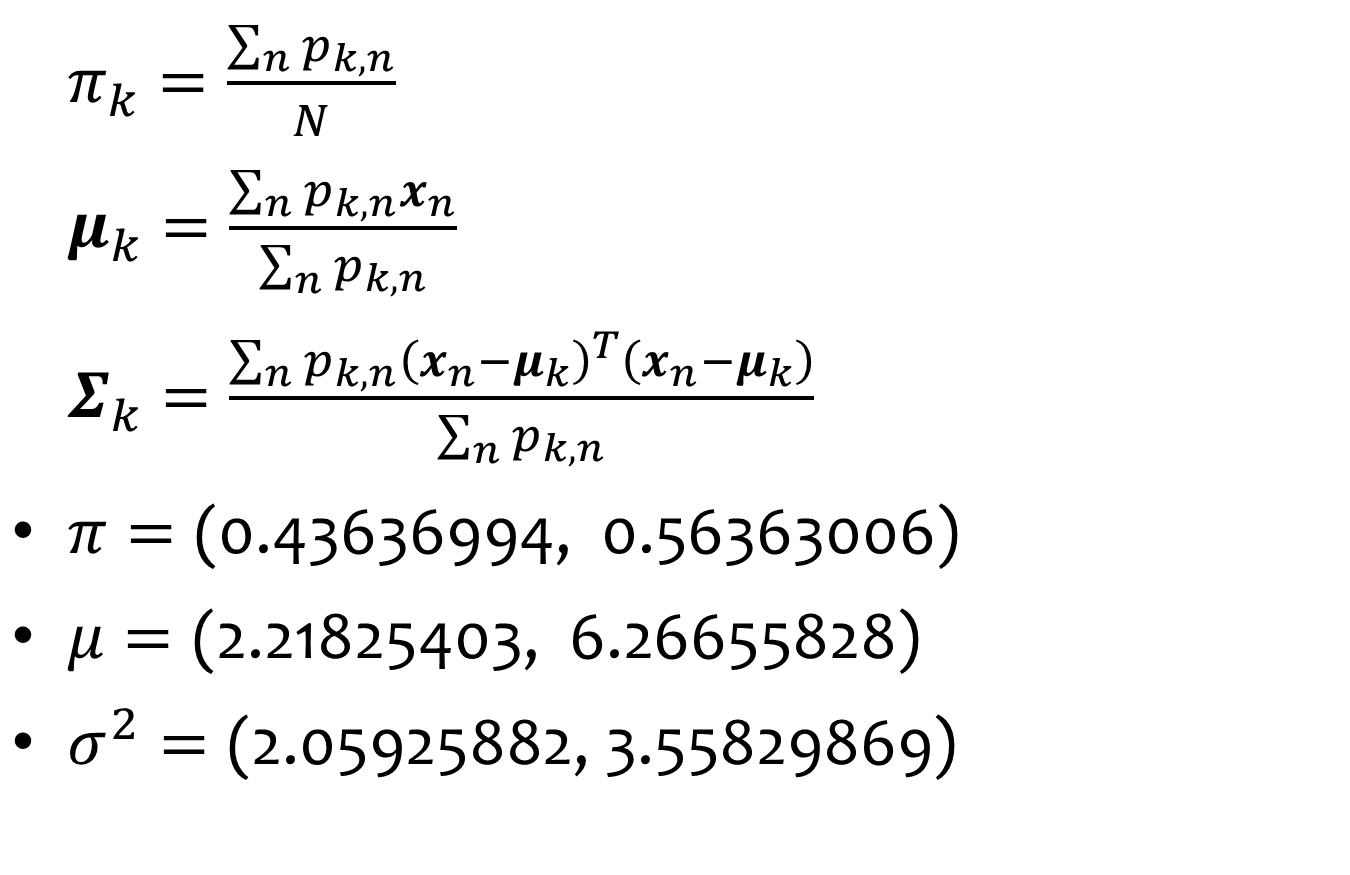 π_k = ∑_n p_{k,n} / N
μ_k = ∑_n p_{k,n} x_n / ∑_n p_{k,n}
Σ_k = ∑_n p_{k,n} (x_n − μ_k)^T (x_n − μ_k) / ∑_n p_{k,n}
• π = (0.43636994, 0.56363006)
• μ = (2.21825403, 6.26655828)
• σ² = (2.05925882, 3.55829869)